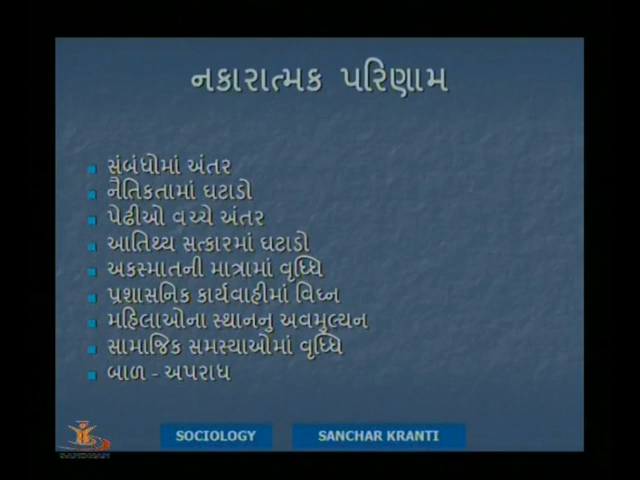 નકારાત્મક પરિણામ
સંબંધોમાં અંતર
નૈતિકતામાં ઘટાડો
પેઢીઓ વચ્ચે અંતર
આતિથ્ય સત્કારમાં ઘટાડો
અકસ્માતની માત્રામાં વૃધ્ધિ
પ્રશાસનિક કાર્યવાહીમાં વિઘ્ન
મહિલાઓના સ્થાનનુ અવમુલ્યન
સામાજિક સમસ્યાઓમાં વૃધ્ધિ
બાળ - અપરાધ
SOCIOLOGY SANCHAR KRANTI
SANDHAN